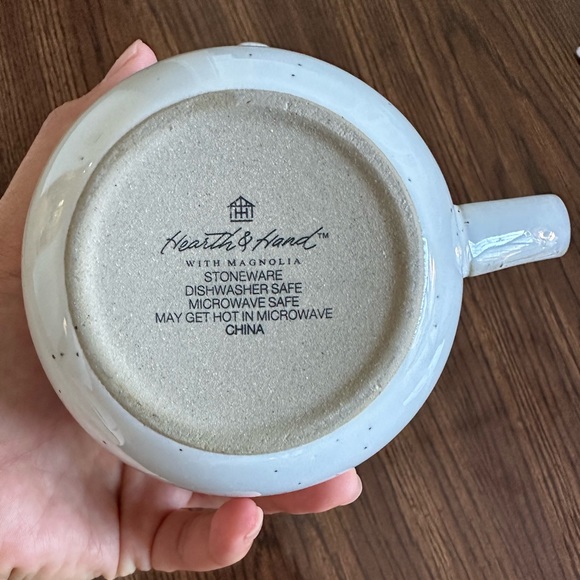 Hearth & Hand™
WITH MAGNOLIA
STONEWARE
DISHWASHER SAFE
MICROWAVE SAFE
MAY GET HOT IN MICROWAVE
CHINA